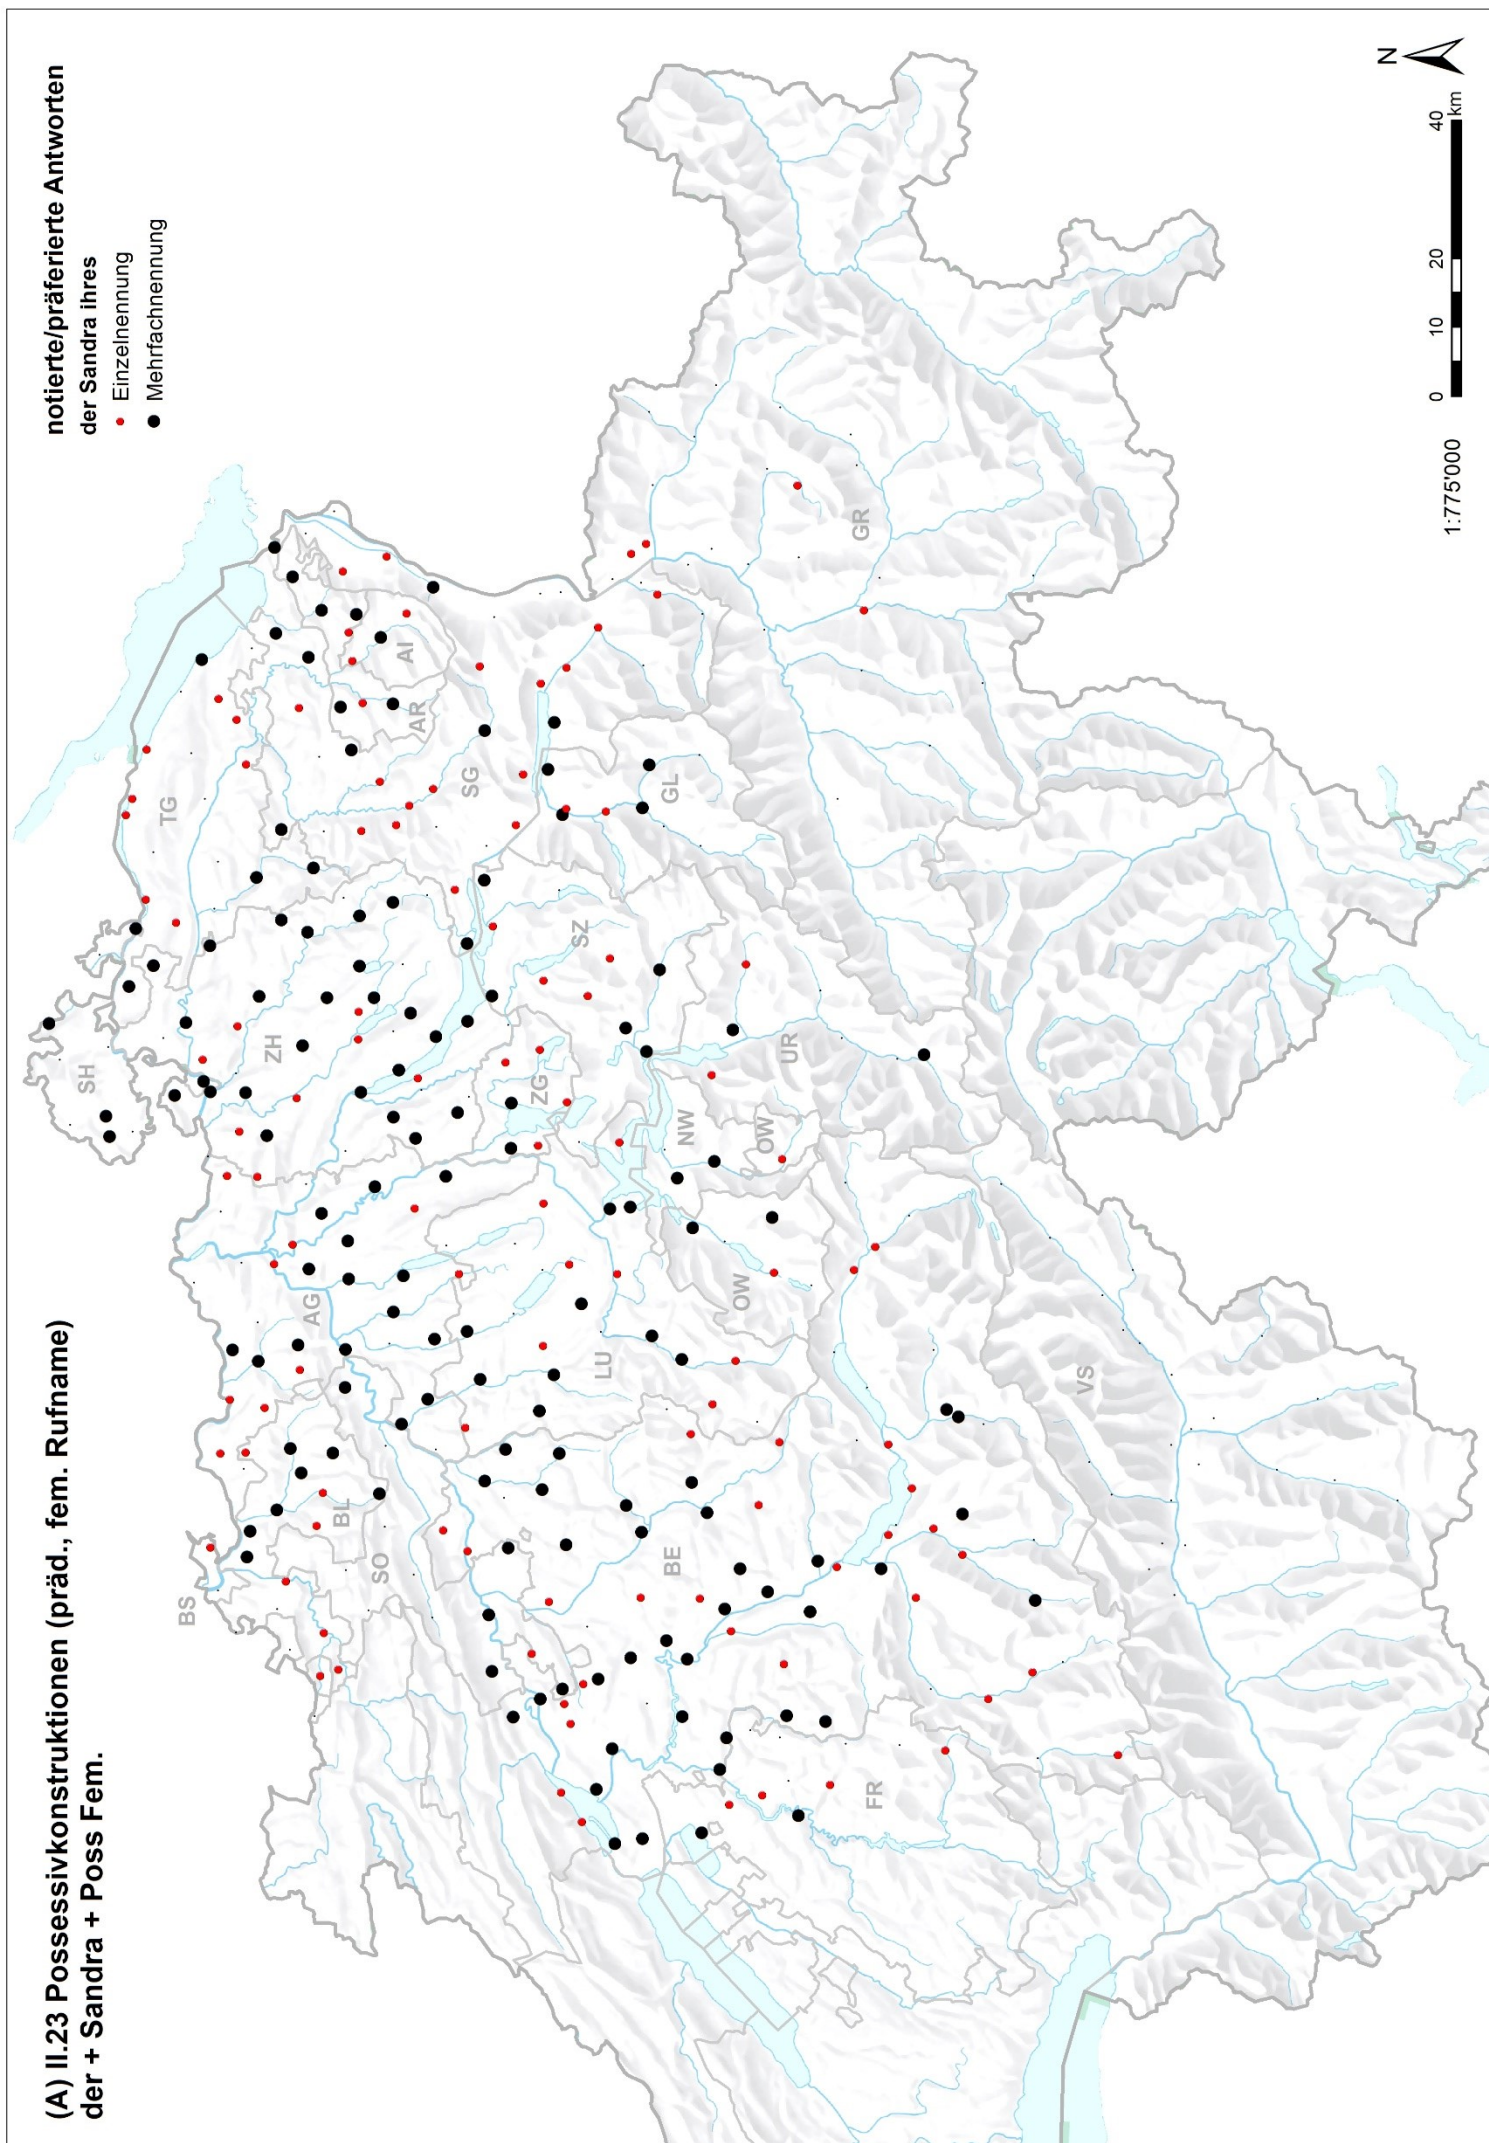 (A) II.23 Possessivkonstruktionen (präd., fem. Rufname)
der + Sandra + Poss Fem.
notierte/präferierte Antworten
der Sandra ihres
Einzelnennung
Mehrfachnennung
SH
TG
BS
ZH
BL
AG
AI
AR
SO
SG
ZG
SZ
GL
LU
NW
BE
OW
OW
UR
GR
FR
VS
N
1:775'000
0 10 20 40
km